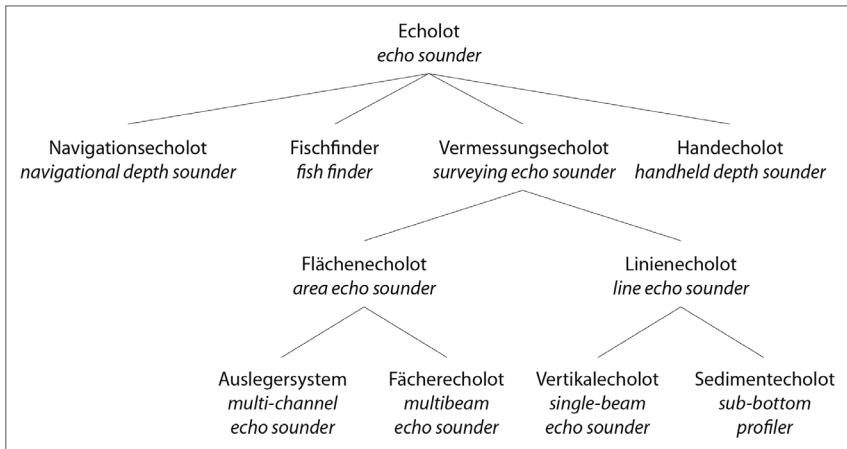 Echolot
echo sounder
Navigationsecholot
navigational depth sounder
Fischfinder
fish finder
Vermessungsecholot
surveying echo sounder
Handecholot
handheld depth sounder
Flächenecholot
area echo sounder
Linienecholot
line echo sounder
Auslegersystem
multi-channel
echo sounder
Fächerecholot
multibeam
echo sounder
Vertikalecholot
single-beam
echo sounder
Sedimentecholot
sub-bottom
profiler